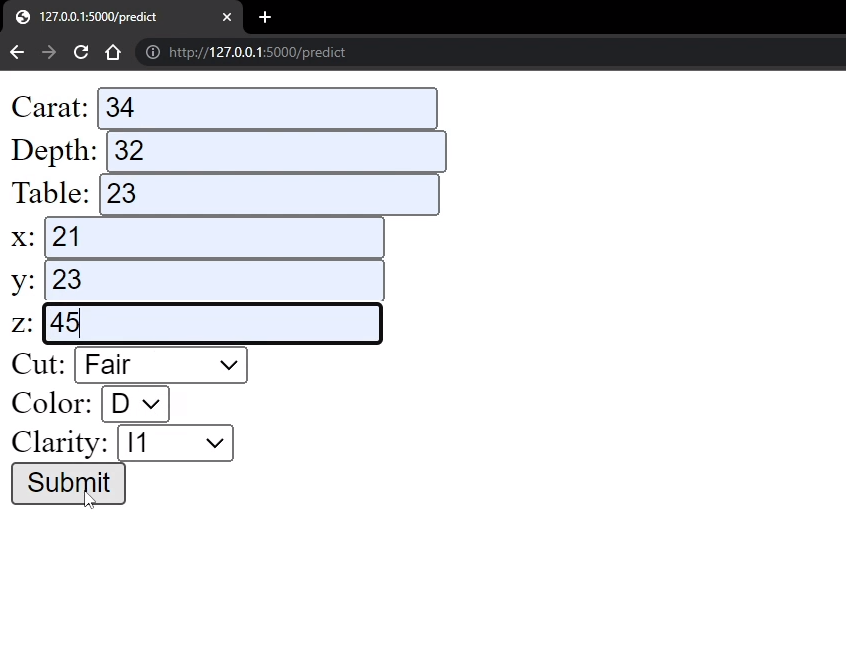 127.0.0.1:5000/predict
http://127.0.0.1:5000/predict
Carat: 34
Depth: 32
Table: 23
x: 21
y: 23
z: 45
Cut: Fair
Color: D
Clarity: I1
Submit